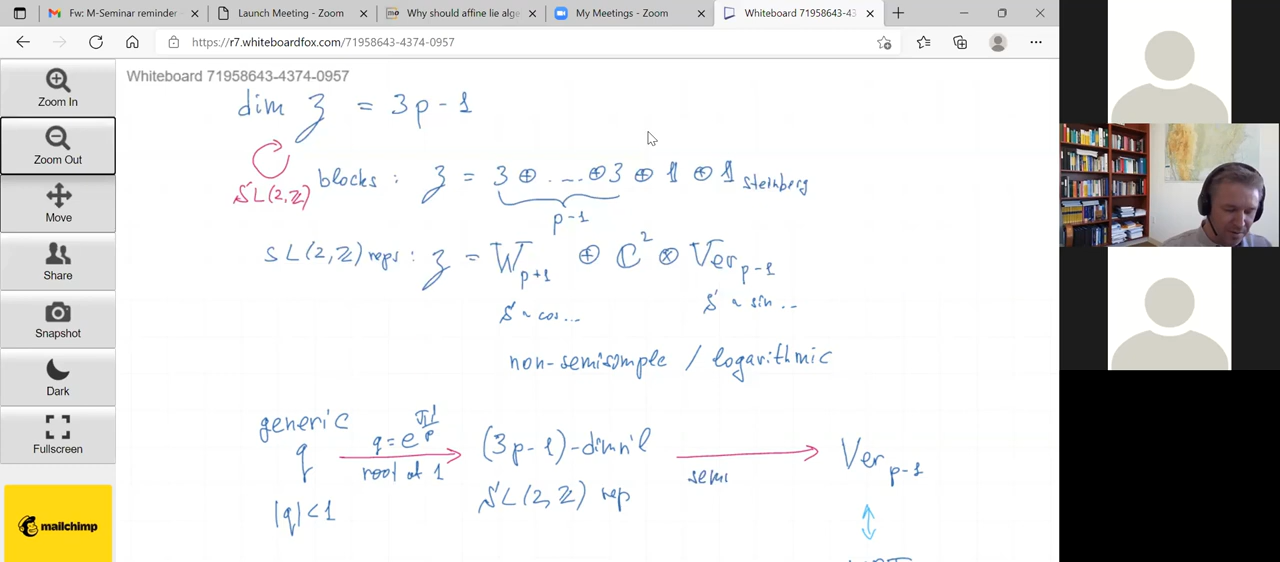 Fw: M-Seminar reminder
Launch Meeting - Zoom
Why should affine lie alge
My Meetings - Zoom
Whiteboard 71958643-43
https://r7.whiteboardfox.com/71958643-4374-0957
Whiteboard 71958643-4374-0957
Zoom In
Zoom Out
Move
Share
Snapshot
Dark
Fullscreen
mailchimp
dim 𝔷 = 3p - 1
SL(2,ℤ)
blocks : 𝔷 = 3 ⊕ ... ⊕ 3 ⊕ 1 ⊕ 1 Steinberg
p-1
SL(2,ℤ) reps : 𝔷 = W_{p+1} ⊕ ℂ² ⊗ Ver_{p-1}
S ~ cos... S ~ sin...
non-semisomple / logarithmic
generic
q
|q| < 1
q = e^{πi/p}
root of 1
(3p-1)-dim'l
SL(2,ℤ) rep
semi
Ver_{p-1}